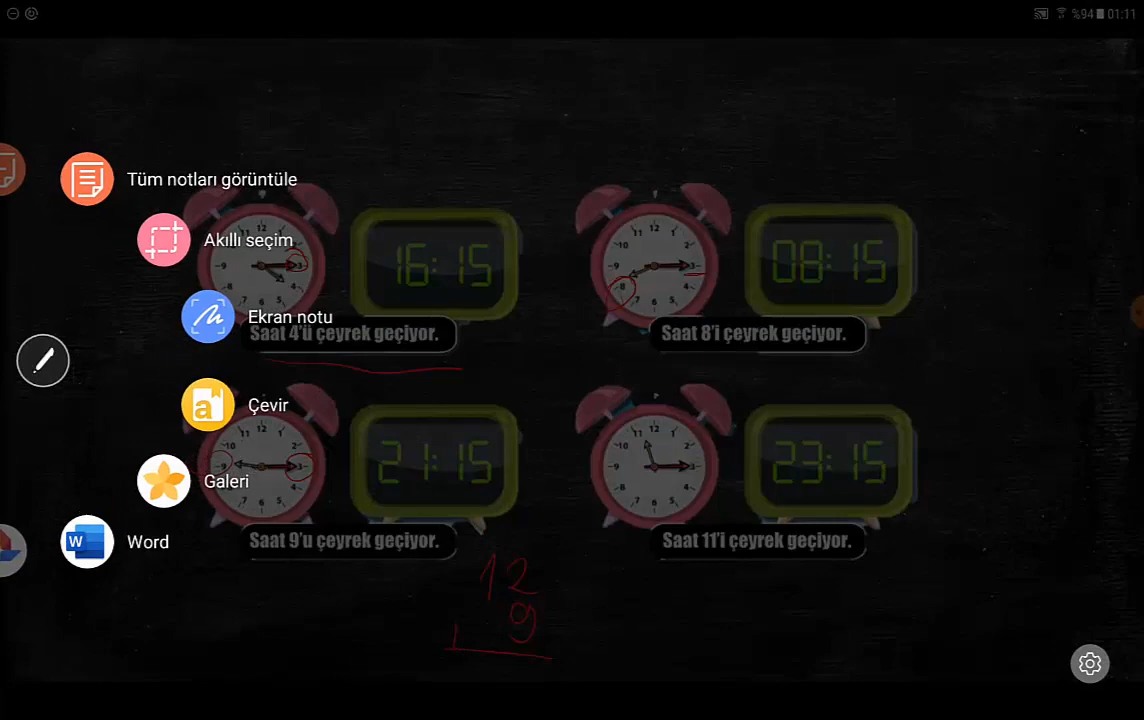 %94 01:11
Tüm notları görüntüle
Akıllı seçim
Ekran notu
Çevir
Galeri
Word
16:15
08:15
Saat 4'ü çeyrek geçiyor.
Saat 8'i çeyrek geçiyor.
21:15
23:15
Saat 9'u çeyrek geçiyor.
Saat 11'i çeyrek geçiyor.
12
9